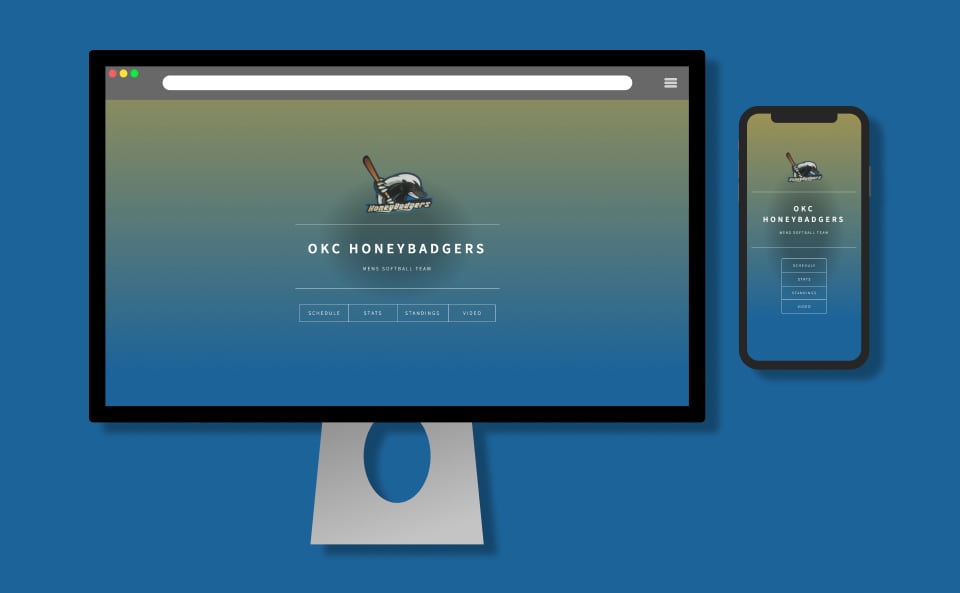 HoneyBadgers
OKC HONEYBADGERS
MENS SOFTBALL TEAM
SCHEDULE STATS STANDINGS VIDEO
HoneyBadgers
OKC
HONEYBADGERS
MENS SOFTBALL TEAM
SCHEDULE
STATS
STANDINGS
VIDEO